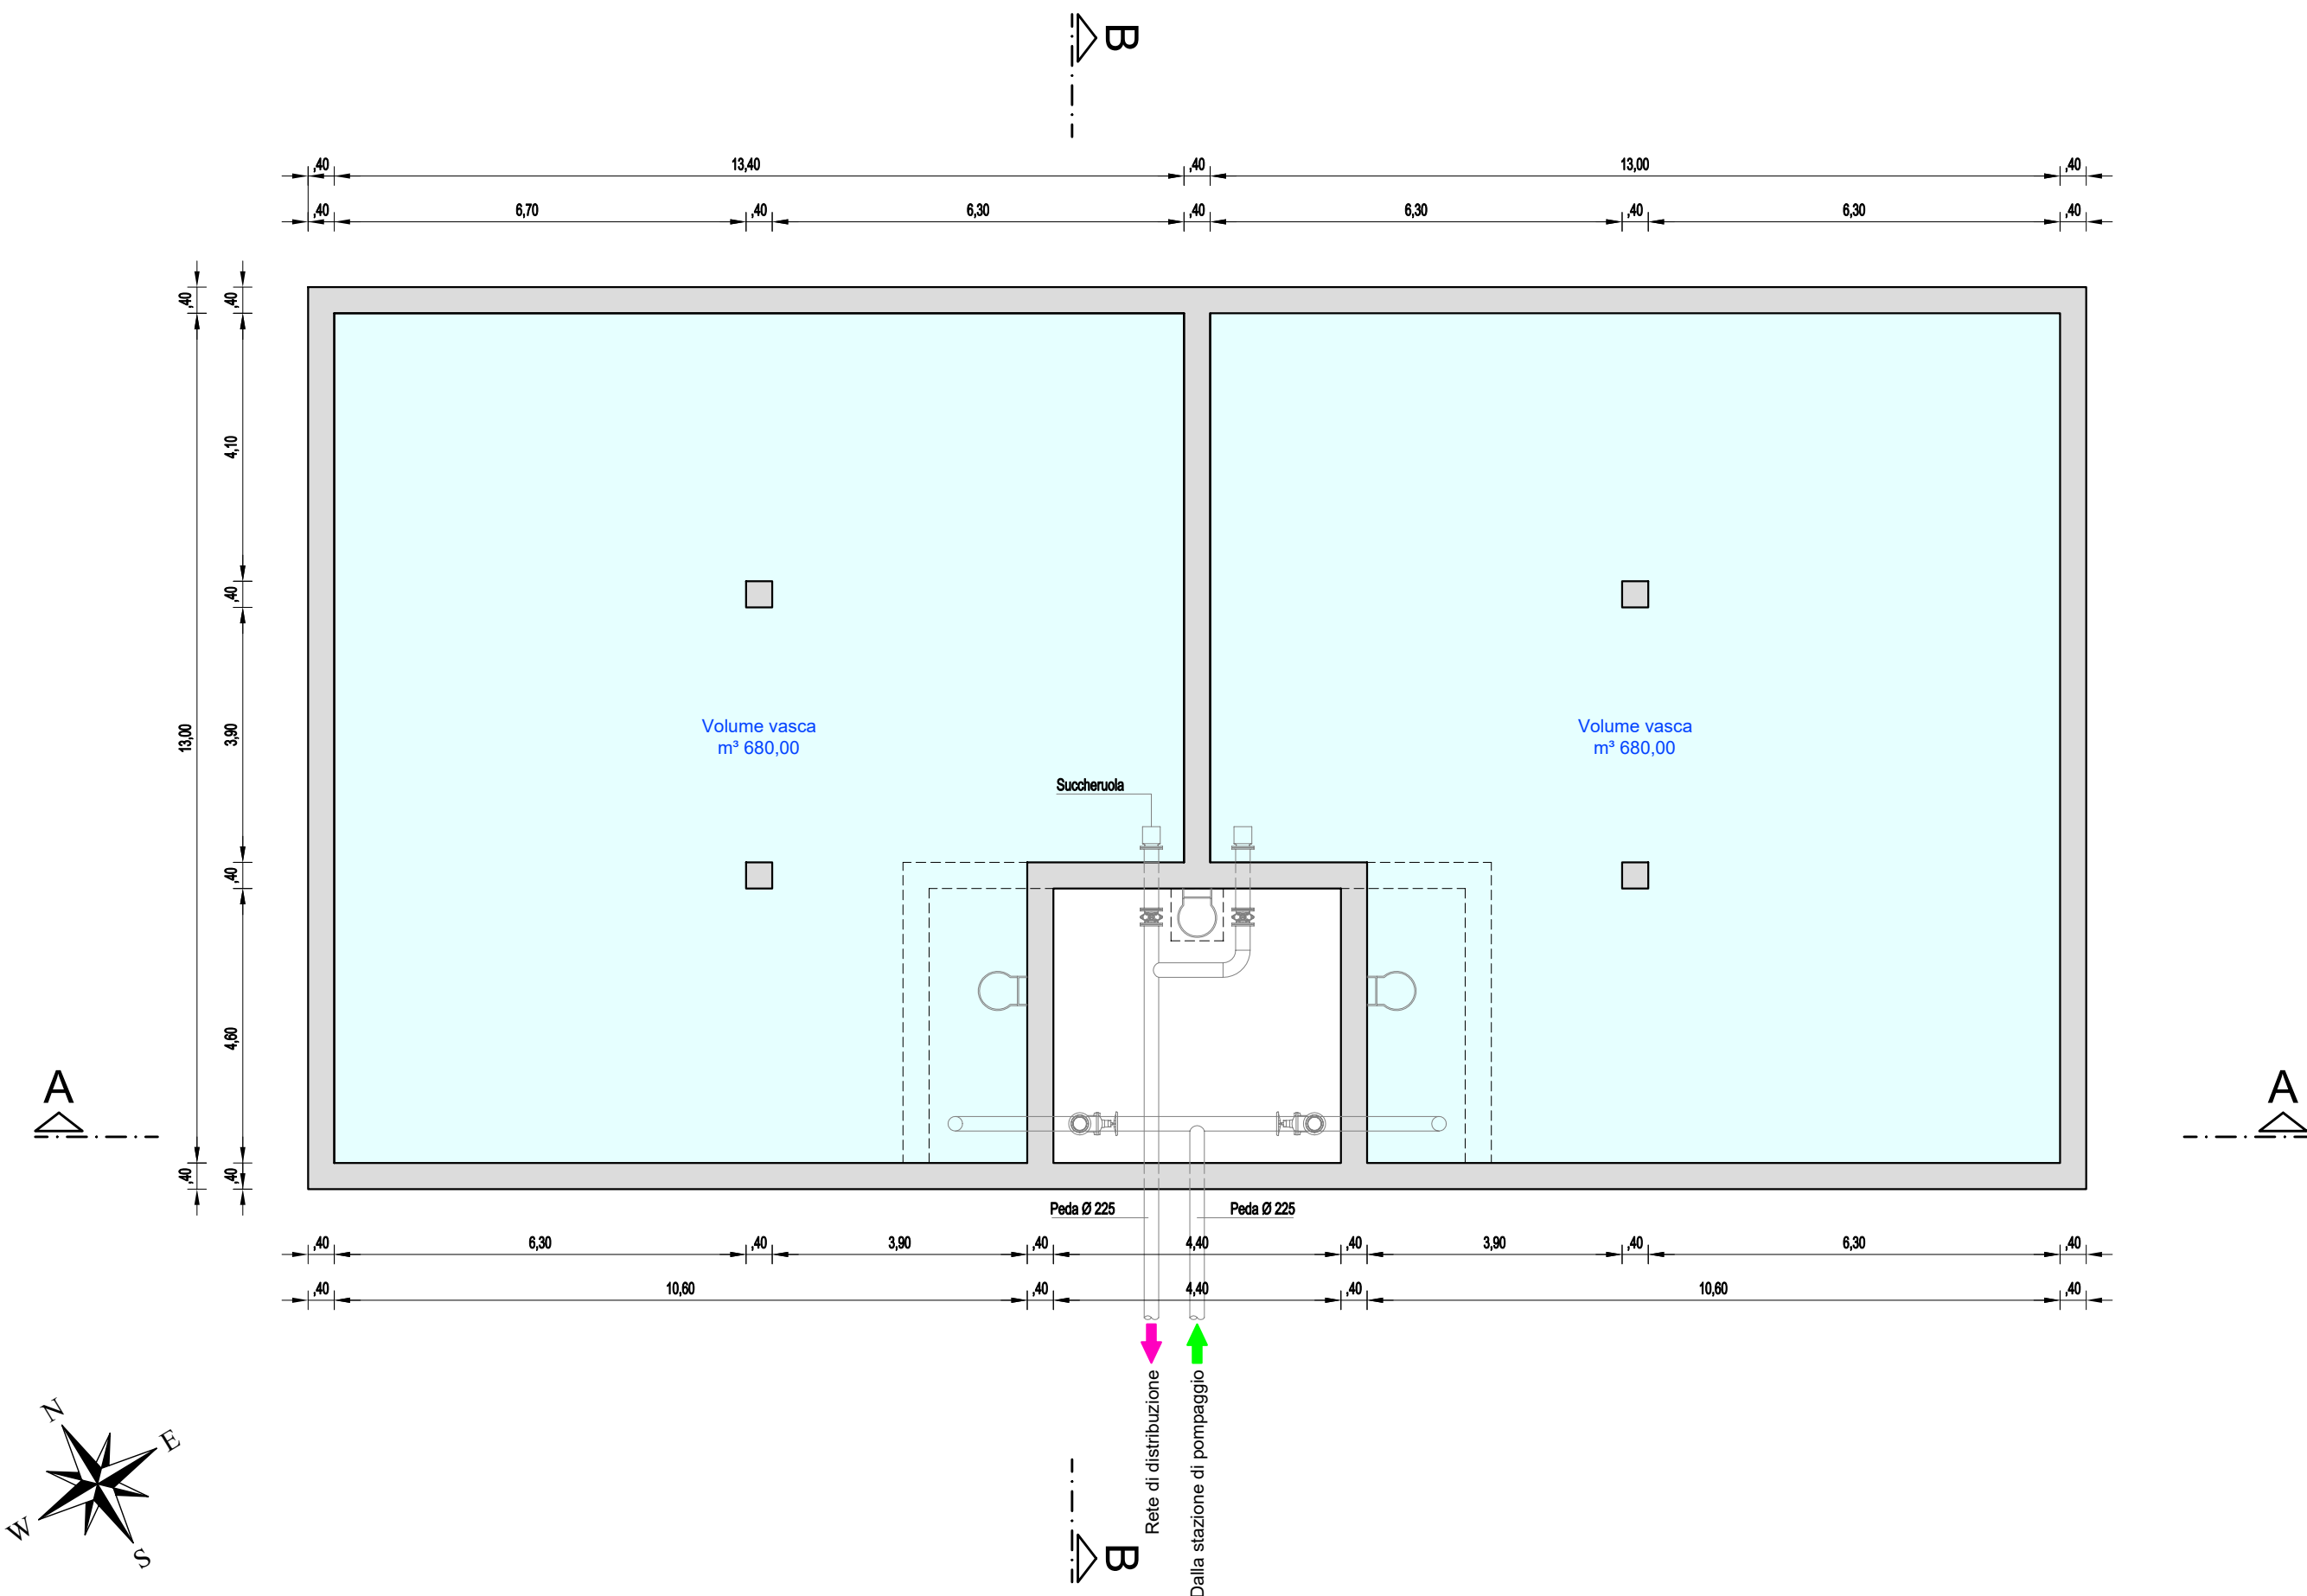 B
,40 13,40 ,40 13,00 ,40
,40 6,70 ,40 6,30 ,40 6,30 ,40 6,30 ,40
,40 ,40
4,10
,40
13,00 3,90
Volume vasca
m³ 680,00
Volume vasca
m³ 680,00
Succheruola
,40
4,60
A
A
,40 ,40
Peda Ø 225
Peda Ø 225
,40 6,30 ,40 3,90 ,40 4,40 ,40 3,90 ,40 6,30 ,40
,40 10,60 ,40 4,40 ,40 10,60 ,40
Rete di distribuzione
Dalla stazione di pompaggio
N
E
W
S
B